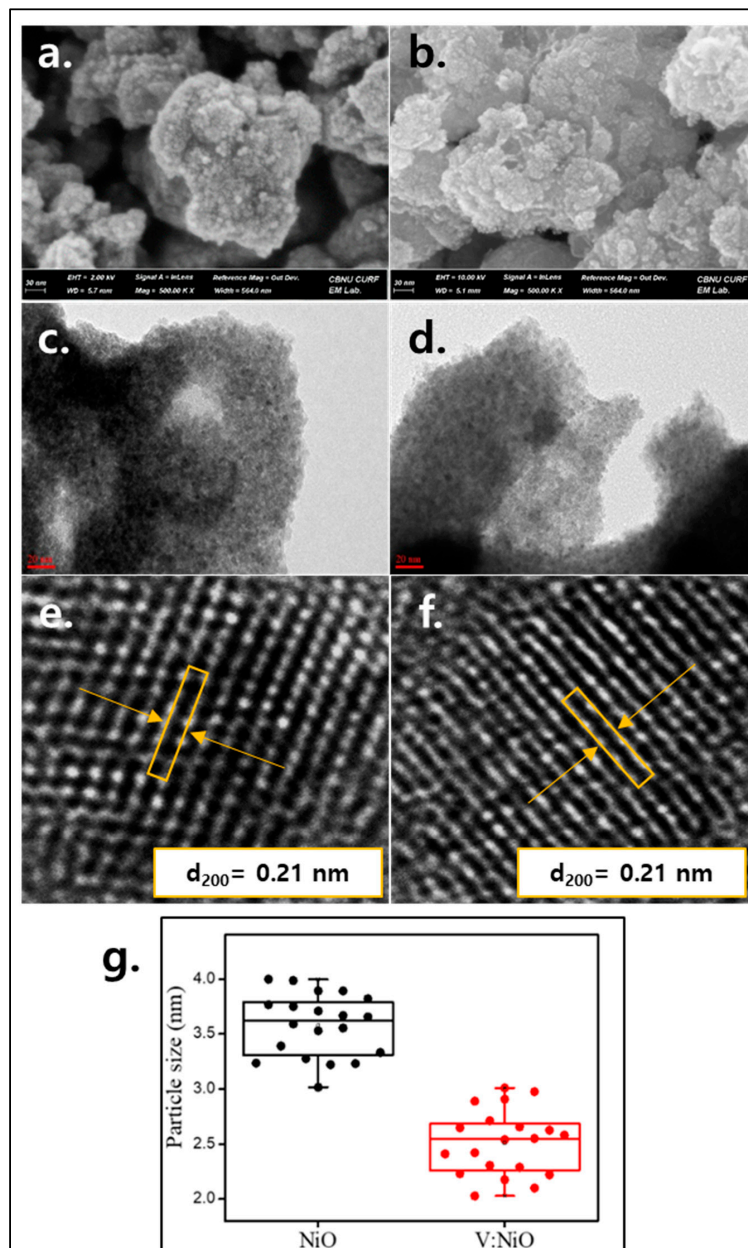 a.
b.
30 nm
EHT = 2.00 kV
Signal A = InLens
Reference Mag = Out Dev.
CBNU CURF
WD = 5.7 mm
Mag = 500.00 K X
Width = 564.0 nm
EM Lab.
30 nm
EHT = 10.00 kV
Signal A = InLens
Reference Mag = Out Dev.
CBNU CURF
WD = 5.1 mm
Mag = 500.00 K X
Width = 564.0 nm
EM Lab.
c.
d.
20 nm
20 nm
e.
f.
d₂₀₀= 0.21 nm
d₂₀₀= 0.21 nm
g.
Particle size (nm)
4.0
3.5
3.0
2.5
2.0
NiO
V:NiO